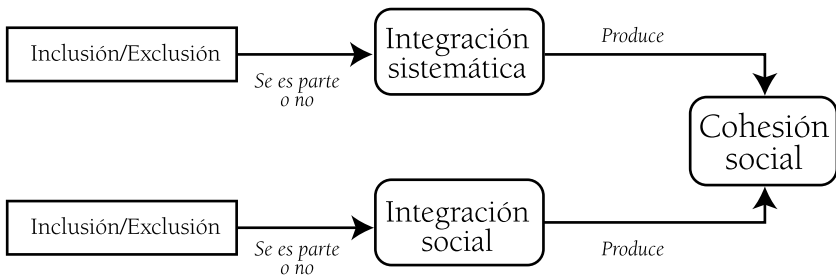 Inclusión/Exclusión
Se es parte
o no
Integración
sistemática
Produce
Cohesión
social
Inclusión/Exclusión
Se es parte
o no
Integración
social
Produce